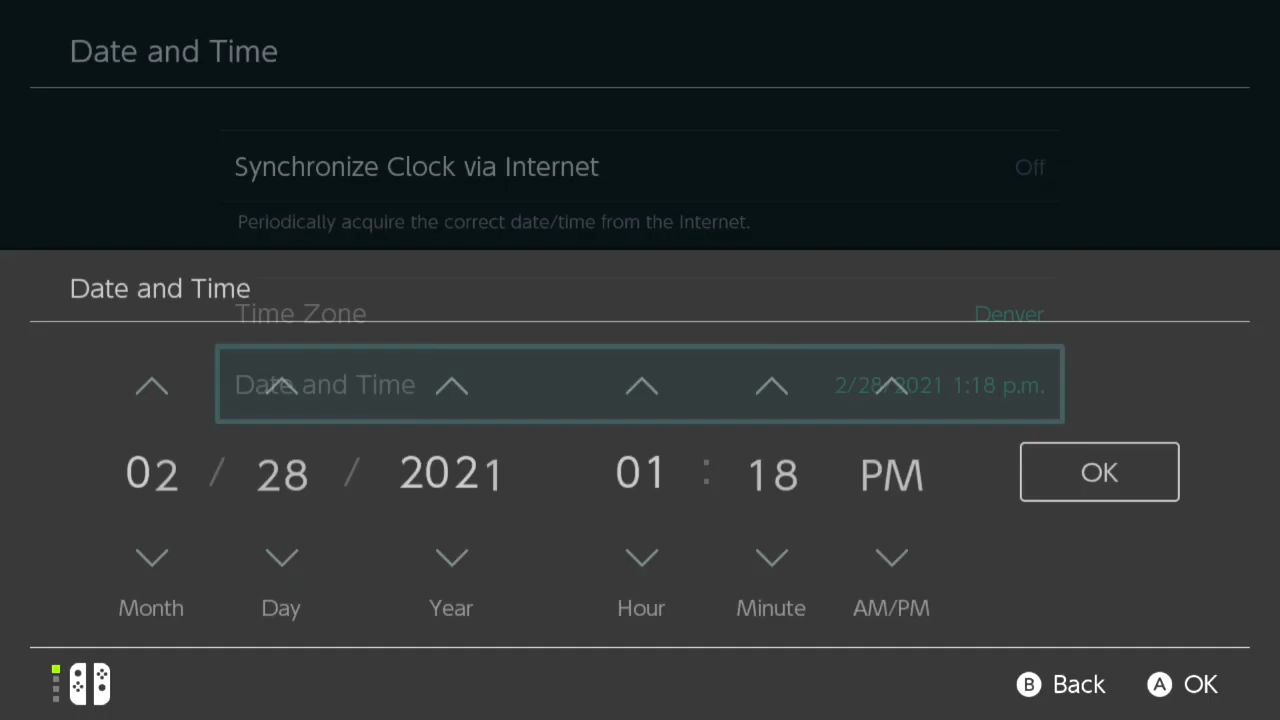 Date and Time
Synchronize Clock via Internet Off
Periodically acquire the correct date/time from the Internet.
Date and Time
Time Zone Denver
Date and Time 2/28/2021 1:18 p.m.
02 / 28 / 2021 01 : 18 PM OK
Month Day Year Hour Minute AM/PM
B Back A OK